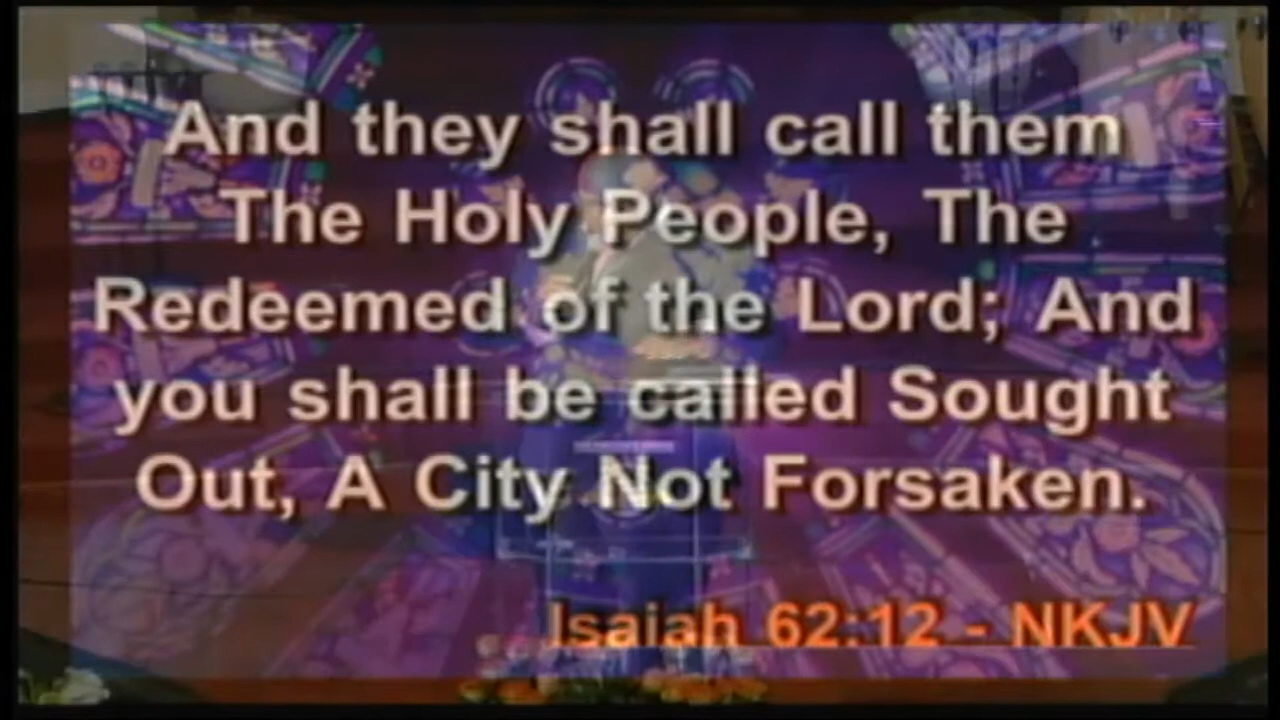 And they shall call them
The Holy People, The
Redeemed of the Lord; And
you shall be called Sought
Out, A City Not Forsaken.
Isaiah 62:12 - NKJV